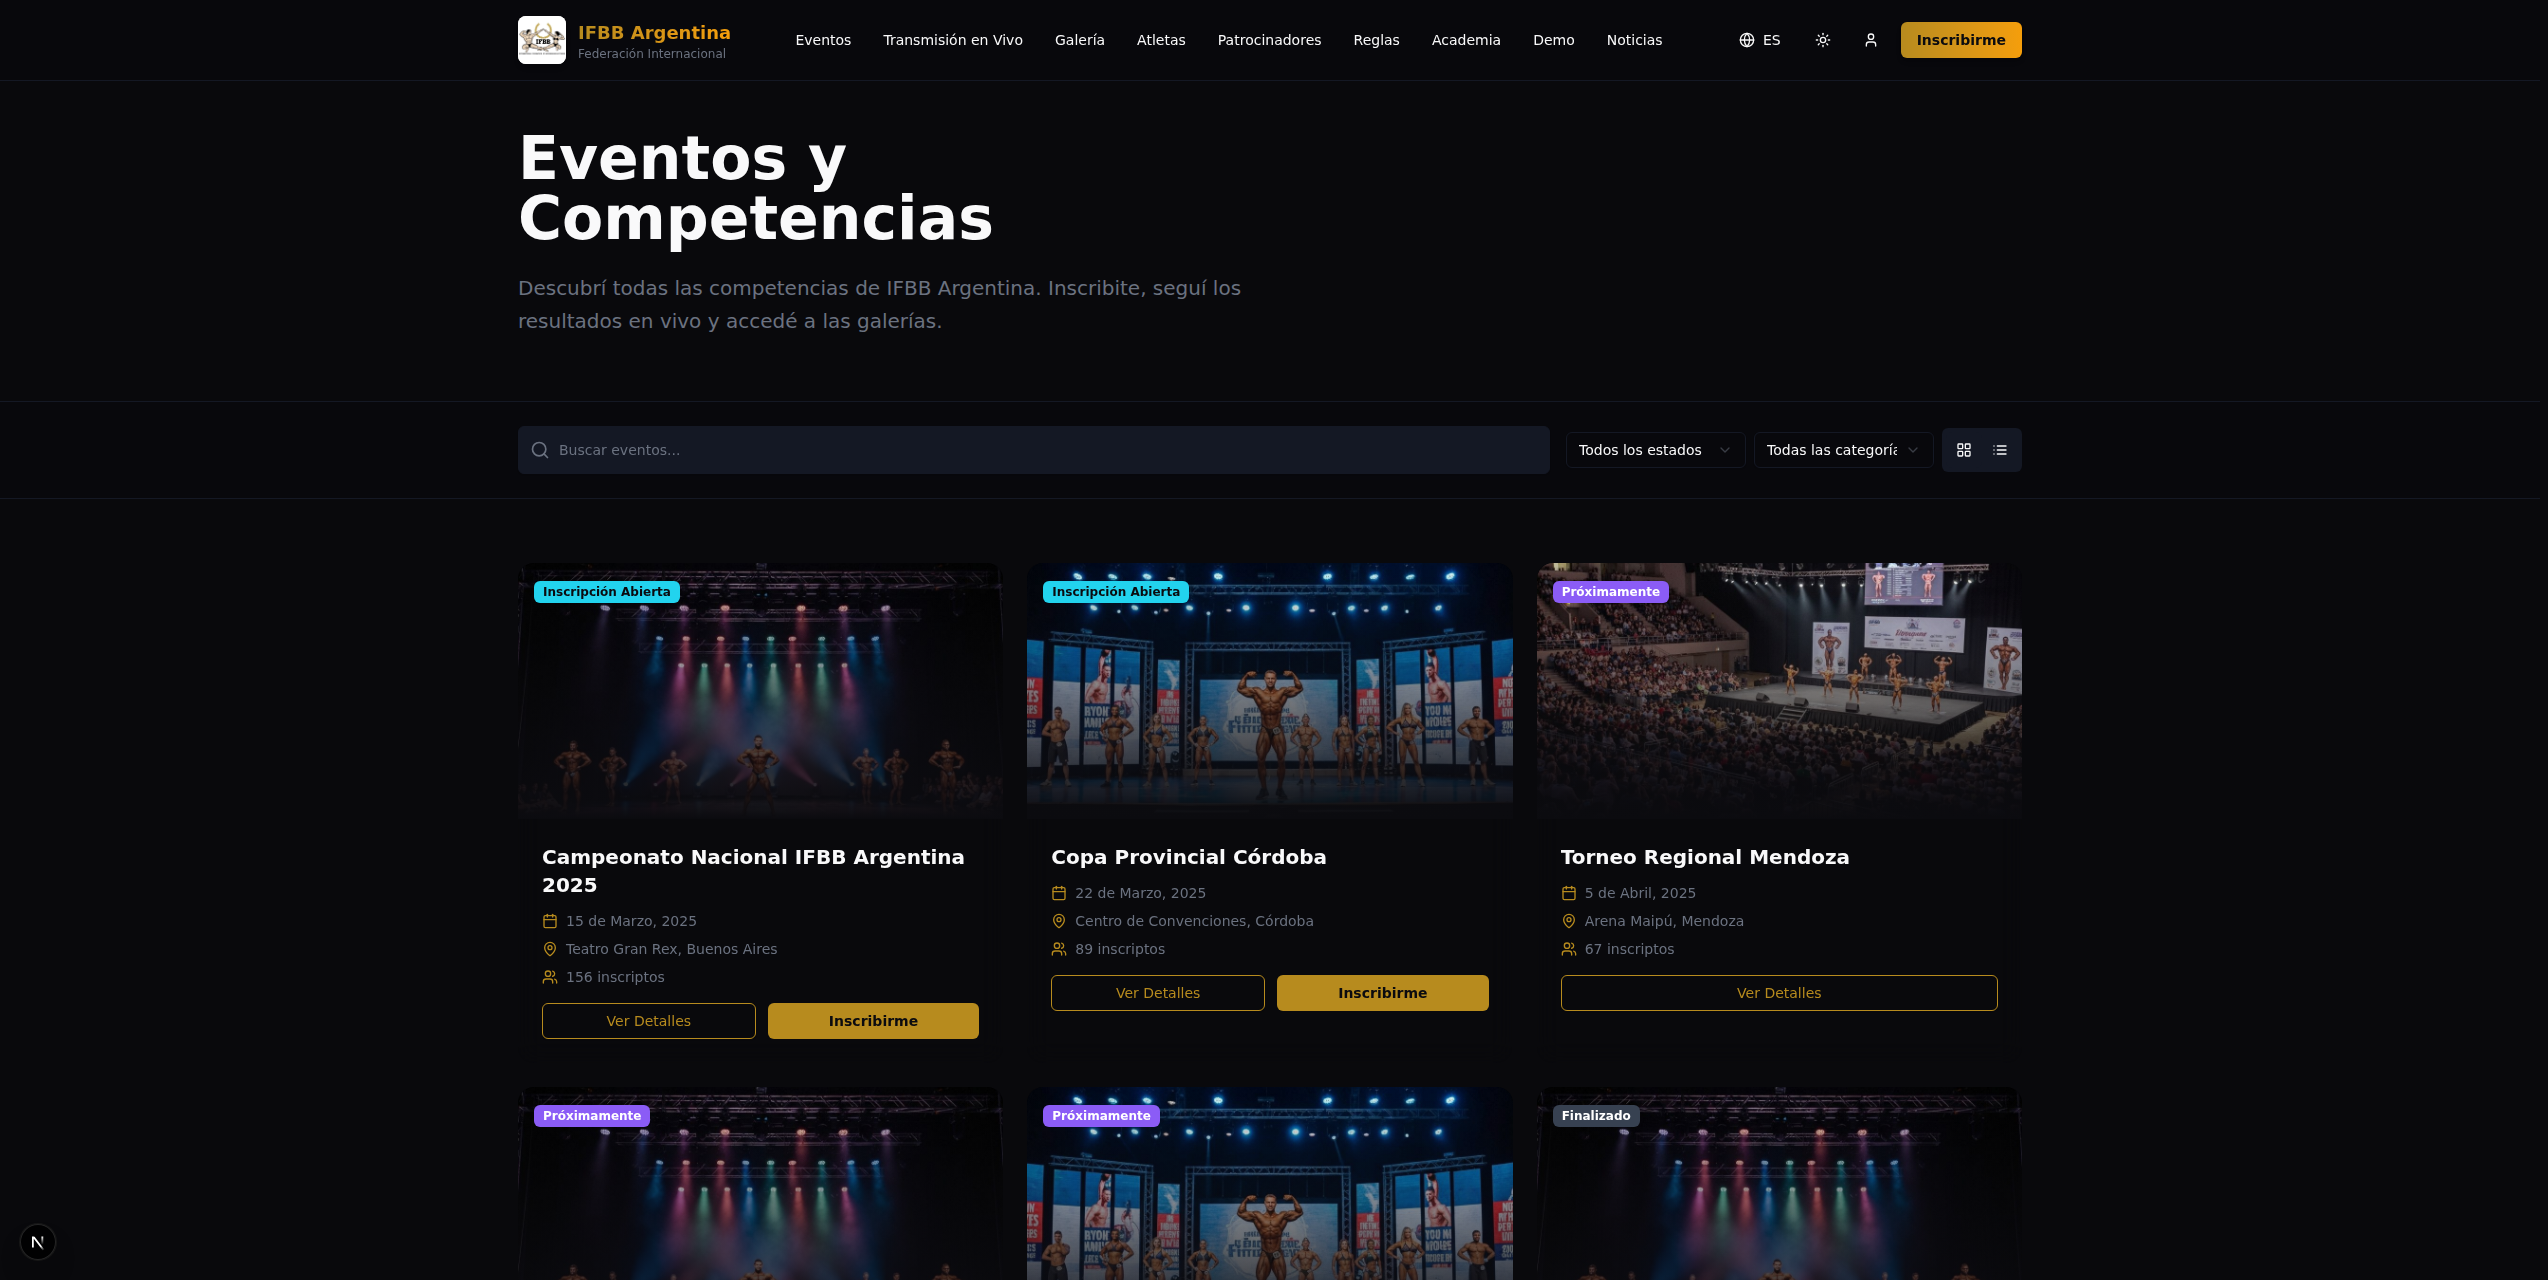 IFBB
IFBB Argentina
Federación Internacional
Eventos
Transmisión en Vivo
Galería
Atletas
Patrocinadores
Reglas
Academia
Demo
Noticias
ES
Inscribirme
Eventos y
Competencias
Descubrí todas las competencias de IFBB Argentina. Inscribite, seguí los
resultados en vivo y accedé a las galerías.
Buscar eventos...
Todos los estados
Todas las categoría
Inscripción Abierta
Inscripción Abierta
Próximamente
Campeonato Nacional IFBB Argentina
2025
15 de Marzo, 2025
Teatro Gran Rex, Buenos Aires
156 inscriptos
Ver Detalles
Inscribirme
Copa Provincial Córdoba
22 de Marzo, 2025
Centro de Convenciones, Córdoba
89 inscriptos
Ver Detalles
Inscribirme
Torneo Regional Mendoza
5 de Abril, 2025
Arena Maipú, Mendoza
67 inscriptos
Ver Detalles
Próximamente
Próximamente
Finalizado
N